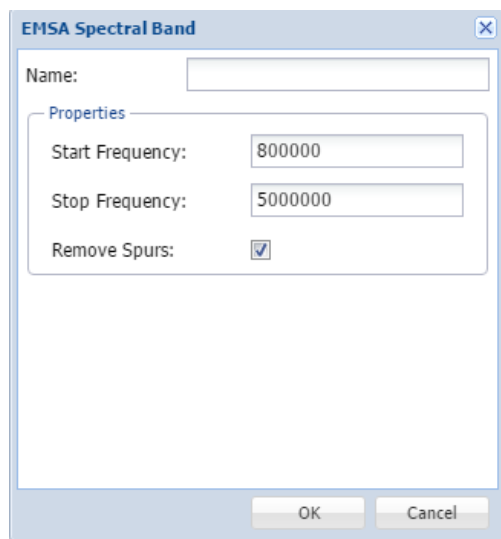 EMSA Spectral Band
Name:
Properties
Start Frequency: 800000
Stop Frequency: 5000000
Remove Spurs:
OK Cancel